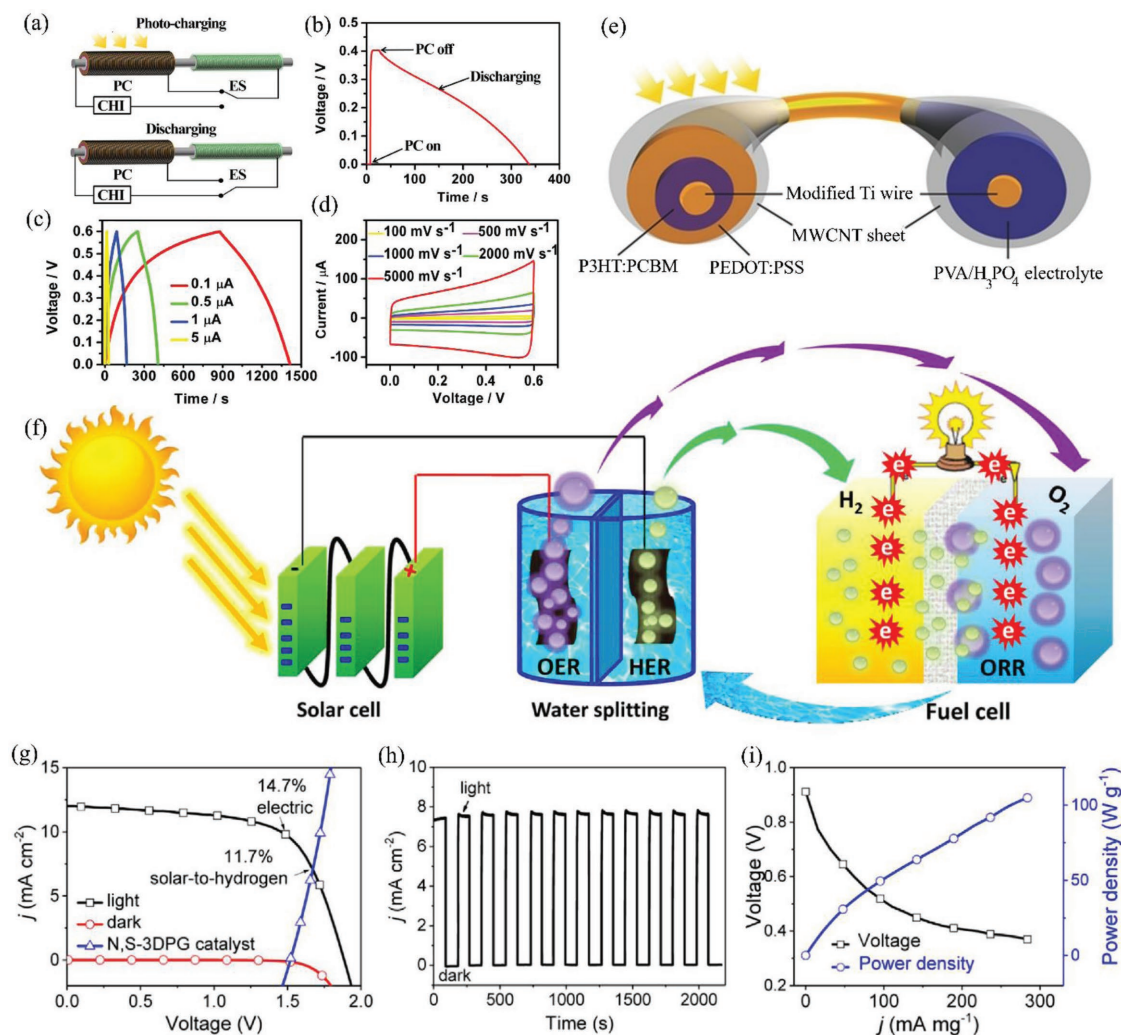 (a)
Photo-charging
PC
ES
CHI
Discharging
PC
ES
CHI
(b)
Voltage / V
0.4
0.3
0.2
0.1
0.0
PC off
Discharging
PC on
0 100 200 300 400
Time / s
(c)
Voltage / V
0.6
0.5
0.4
0.3
0.2
0.1
0.0
0.1 μA
0.5 μA
1 μA
5 μA
0 300 600 900 1200 1500
Time / s
(d)
Current / μA
200
100
0
-100
100 mV s⁻¹ 500 mV s⁻¹
1000 mV s⁻¹ 2000 mV s⁻¹
5000 mV s⁻¹
0.0 0.2 0.4 0.6
Voltage / V
(e)
Modified Ti wire
MWCNT sheet
P3HT:PCBM
PEDOT:PSS
PVA/H₃PO₄ electrolyte
(f)
- +
Solar cell
OER HER
Water splitting
H₂
O₂
e e
e e
e e
e e
e e
ORR
Fuel cell
(g)
j (mA cm⁻²)
15
10
5
0
14.7%
electric
11.7%
solar-to-hydrogen
light
dark
N,S-3DPG catalyst
0.0 0.5 1.0 1.5 2.0
Voltage (V)
(h)
j (mA cm⁻²)
10
8
6
4
2
0
light
dark
0 500 1000 1500 2000
Time (s)
(i)
Voltage (V)
1.0
0.8
0.6
0.4
0.2
Voltage
Power density
0 100 200 300
j (mA mg⁻¹)
100
50
0
Power density (W g⁻¹)